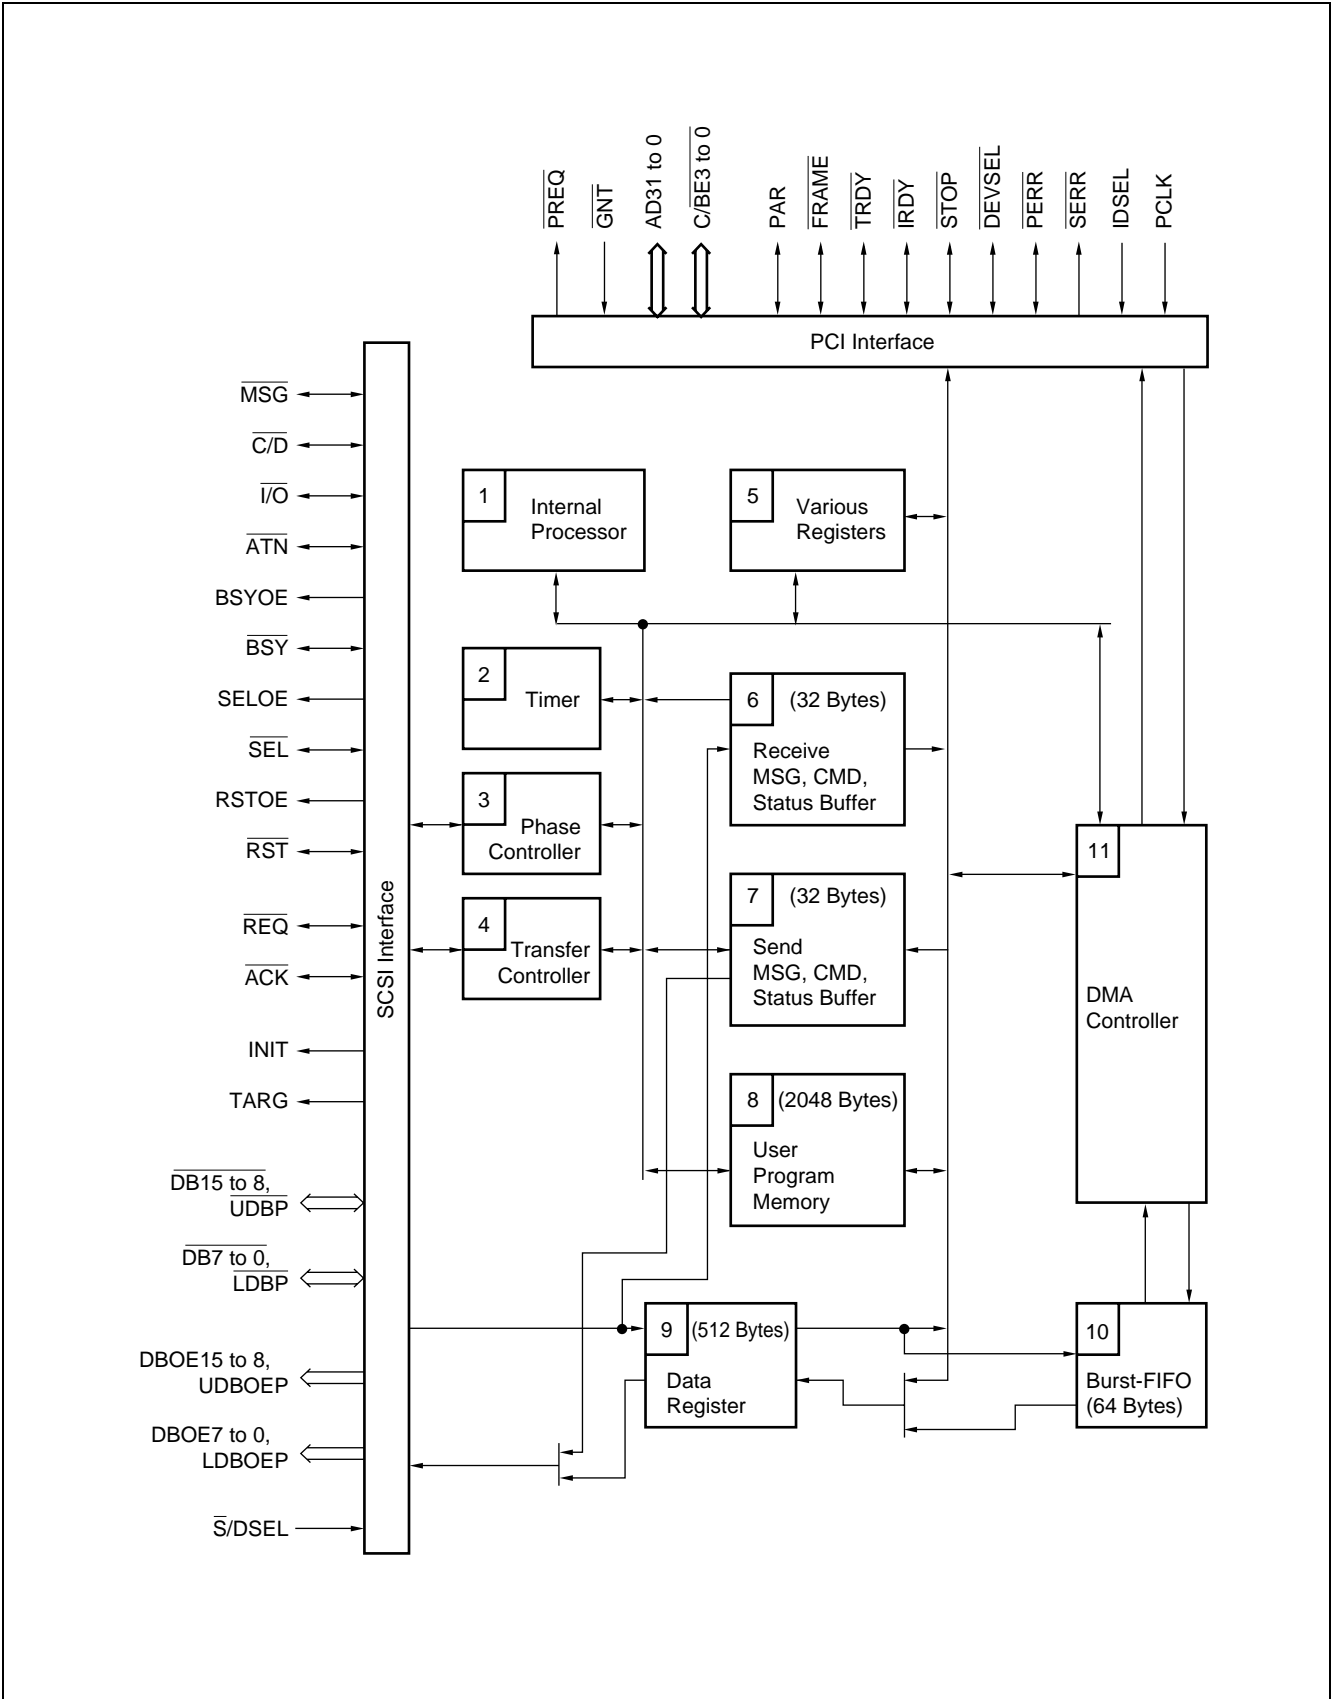 PREQ
GNT
AD31 to 0
C/BE3 to 0
PAR
FRAME
TRDY
IRDY
STOP
DEVSEL
PERR
SERR
IDSEL
PCLK
PCI Interface
MSG
C/D
I/O
ATN
BSYOE
BSY
SELOE
SEL
RSTOE
RST
REQ
ACK
INIT
TARG
DB15 to 8,
UDBP
DB7 to 0,
LDBP
DBOE15 to 8,
UDBOEP
DBOE7 to 0,
LDBOEP
S/DSEL
SCSI Interface
1
Internal
Processor
2
Timer
3
Phase
Controller
4
Transfer
Controller
5
Various
Registers
6 (32 Bytes)
Receive
MSG, CMD,
Status Buffer
7 (32 Bytes)
Send
MSG, CMD,
Status Buffer
8 (2048 Bytes)
User
Program
Memory
9 (512 Bytes)
Data
Register
10
Burst-FIFO
(64 Bytes)
11
DMA
Controller